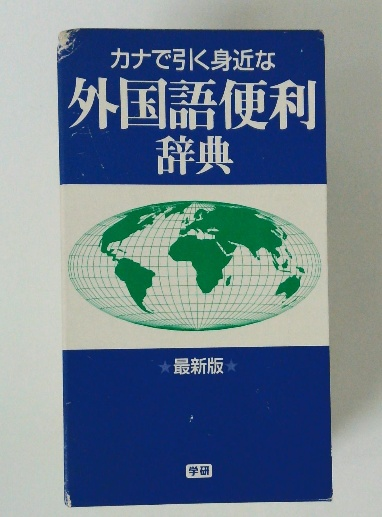 カナで引く身近な
外国語便利
辞典
★最新版★
学研